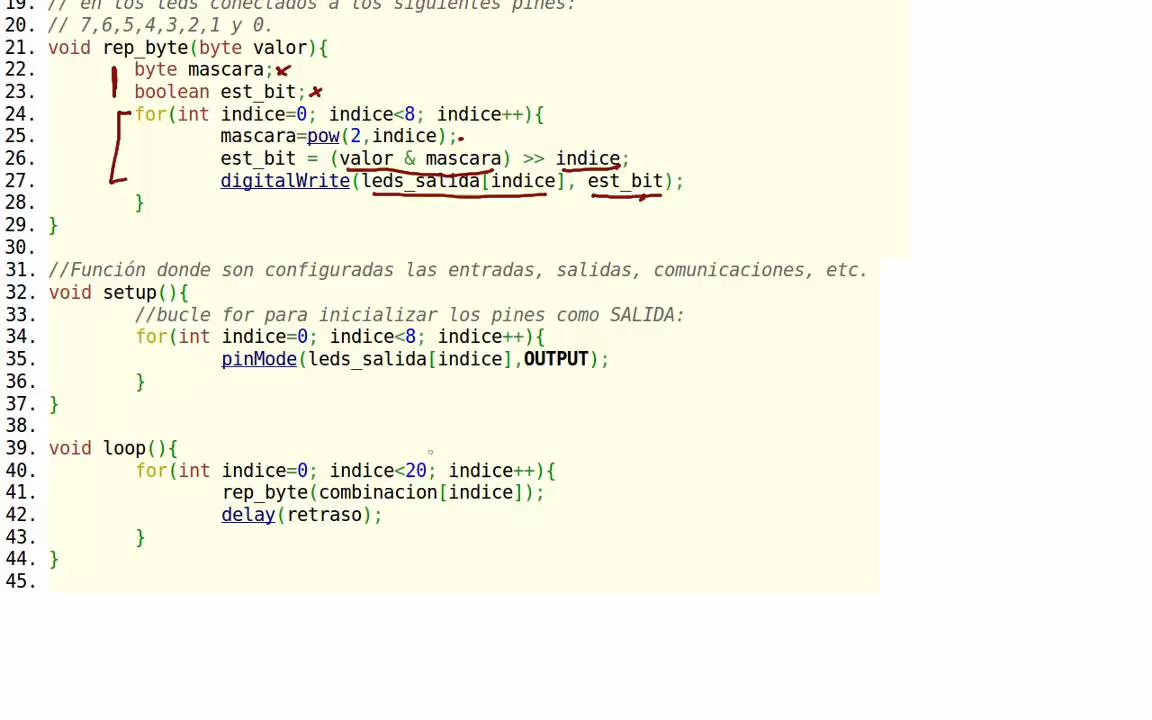 19. // en los leds conectados a los siguientes pines:
20. // 7,6,5,4,3,2,1 y 0.
21. void rep_byte(byte valor){
22. byte mascara;
23. boolean est_bit;
24. for(int indice=0; indice<8; indice++){
25. mascara=pow(2,indice);
26. est_bit = (valor & mascara) >> indice;
27. digitalWrite(leds_salida[indice], est_bit);
28. }
29. }
30.
31. //Función donde son configuradas las entradas, salidas, comunicaciones, etc.
32. void setup(){
33. //bucle for para inicializar los pines como SALIDA:
34. for(int indice=0; indice<8; indice++){
35. pinMode(leds_salida[indice],OUTPUT);
36. }
37. }
38.
39. void loop(){
40. for(int indice=0; indice<20; indice++){
41. rep_byte(combinacion[indice]);
42. delay(retraso);
43. }
44. }
45.